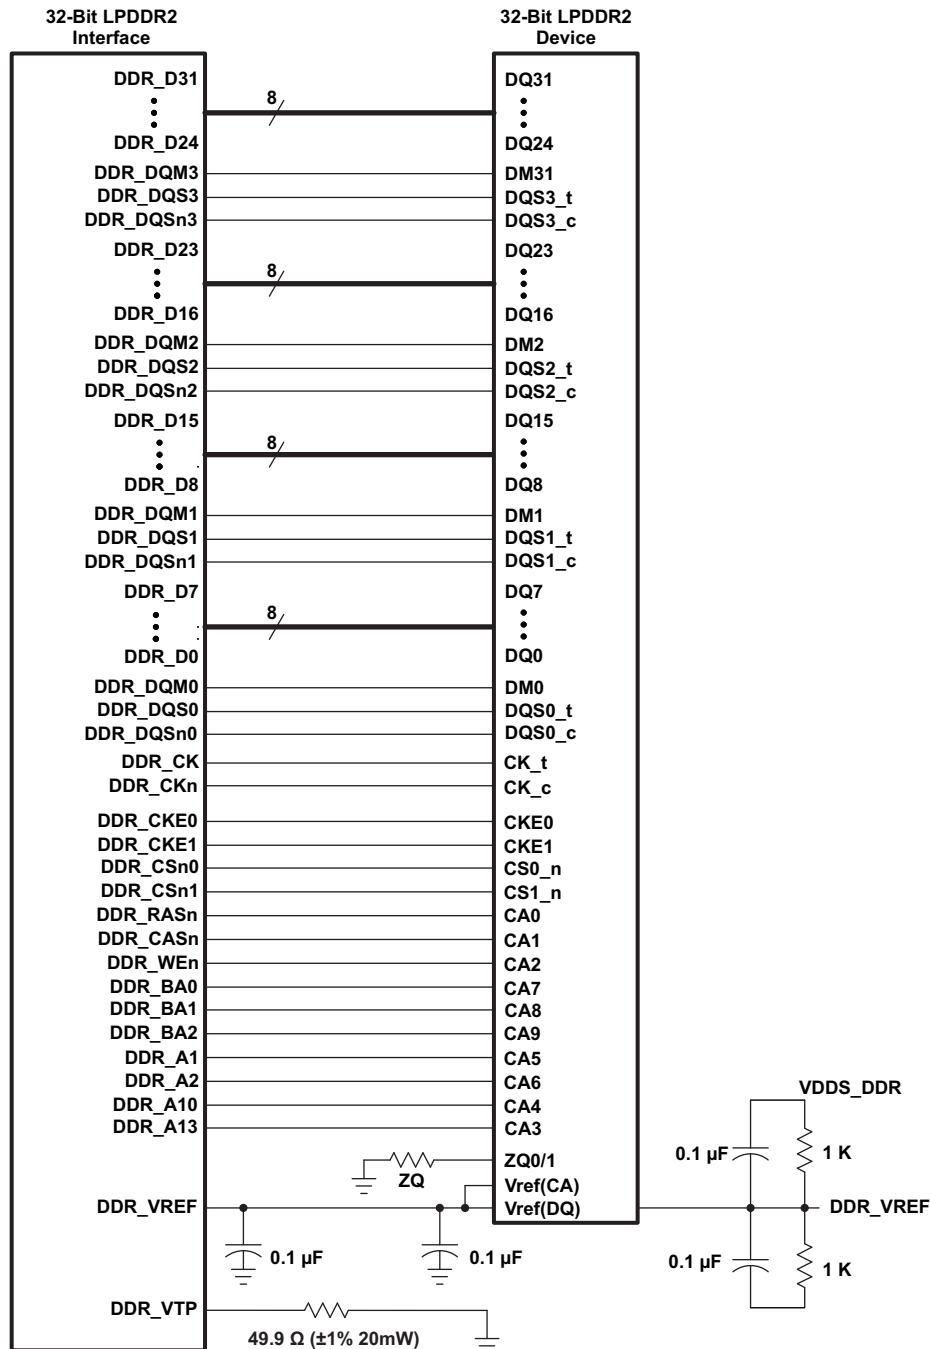 32-Bit LPDDR2
Interface
32-Bit LPDDR2
Device
DDR_D31
8
DQ31
DDR_D24
DQ24
DDR_DQM3
DM31
DDR_DQS3
DQS3_t
DDR_DQSn3
DQS3_c
DDR_D23
8
DQ23
DDR_D16
DQ16
DDR_DQM2
DM2
DDR_DQS2
DQS2_t
DDR_DQSn2
DQS2_c
DDR_D15
8
DQ15
DDR_D8
DQ8
DDR_DQM1
DM1
DDR_DQS1
DQS1_t
DDR_DQSn1
DQS1_c
DDR_D7
8
DQ7
DDR_D0
DQ0
DDR_DQM0
DM0
DDR_DQS0
DQS0_t
DDR_DQSn0
DQS0_c
DDR_CK
CK_t
DDR_CKn
CK_c
DDR_CKE0
CKE0
DDR_CKE1
CKE1
DDR_CSn0
CS0_n
DDR_CSn1
CS1_n
DDR_RASn
CA0
DDR_CASn
CA1
DDR_WEn
CA2
DDR_BA0
CA7
DDR_BA1
CA8
DDR_BA2
CA9
DDR_A1
CA5
DDR_A2
CA6
DDR_A10
CA4
DDR_A13
CA3
VDDS_DDR
0.1 µF
1 K
ZQ
ZQ0/1
Vref(CA)
DDR_VREF
Vref(DQ)
DDR_VREF
0.1 µF
0.1 µF
0.1 µF
1 K
DDR_VTP
49.9 Ω (±1% 20mW)